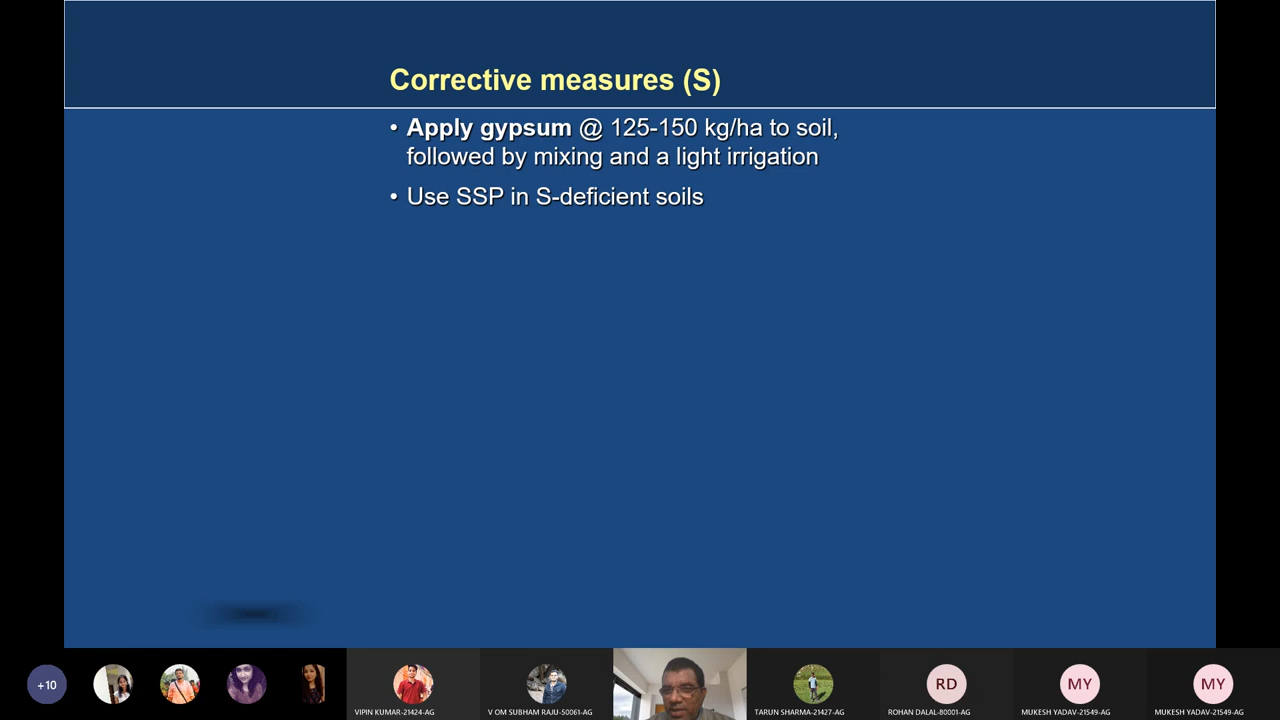 Corrective measures (S)
• Apply gypsum @ 125-150 kg/ha to soil,
followed by mixing and a light irrigation
• Use SSP in S-deficient soils
+10
VIPIN KUMAR-21424-AG
V OM SUBHAM RAJU-50061-AG
TARUN SHARMA-21427-AG
RD
ROHAN DALAL-80001-AG
MY
MUKESH YADAV-21549-AG
MY
MUKESH YADAV-21549-AG